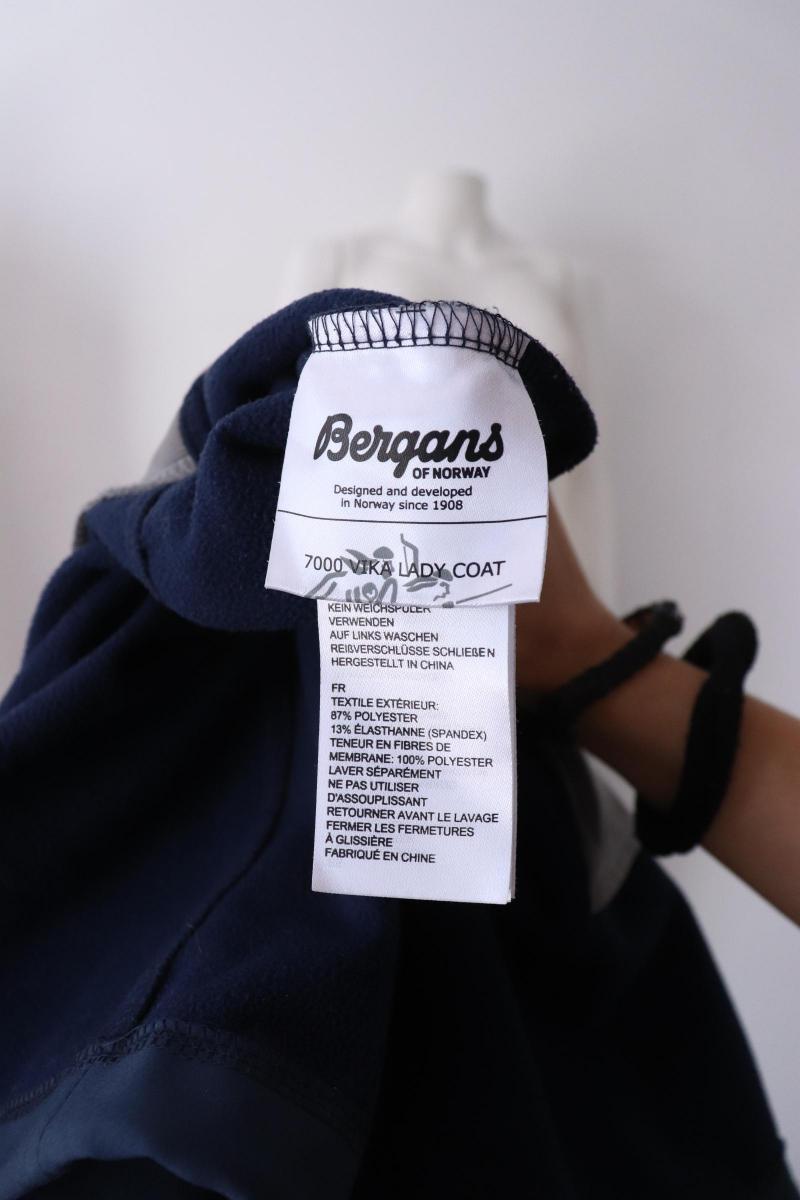 Bergans
OF NORWAY
Designed and developed
in Norway since 1908
7000 VIKA LADY COAT
KEIN WEICHSPÜLER
VERWENDEN
AUF LINKS WASCHEN
REIßVERSCHLÜSSE SCHLIEßEN
HERGESTELLT IN CHINA
FR
TEXTILE EXTÉRIEUR:
87% POLYESTER
13% ÉLASTHANNE (SPANDEX)
TENEUR EN FIBRES DE
MEMBRANE: 100% POLYESTER
LAVER SÉPARÉMENT
NE PAS UTILISER
D'ASSOUPLISSANT
RETOURNER AVANT LE LAVAGE
FERMER LES FERMETURES
À GLISSIÈRE
FABRIQUÉ EN CHINE